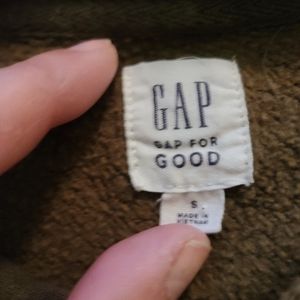 GAP
GAP FOR
GOOD
S.
MADE IN
VIETNAM